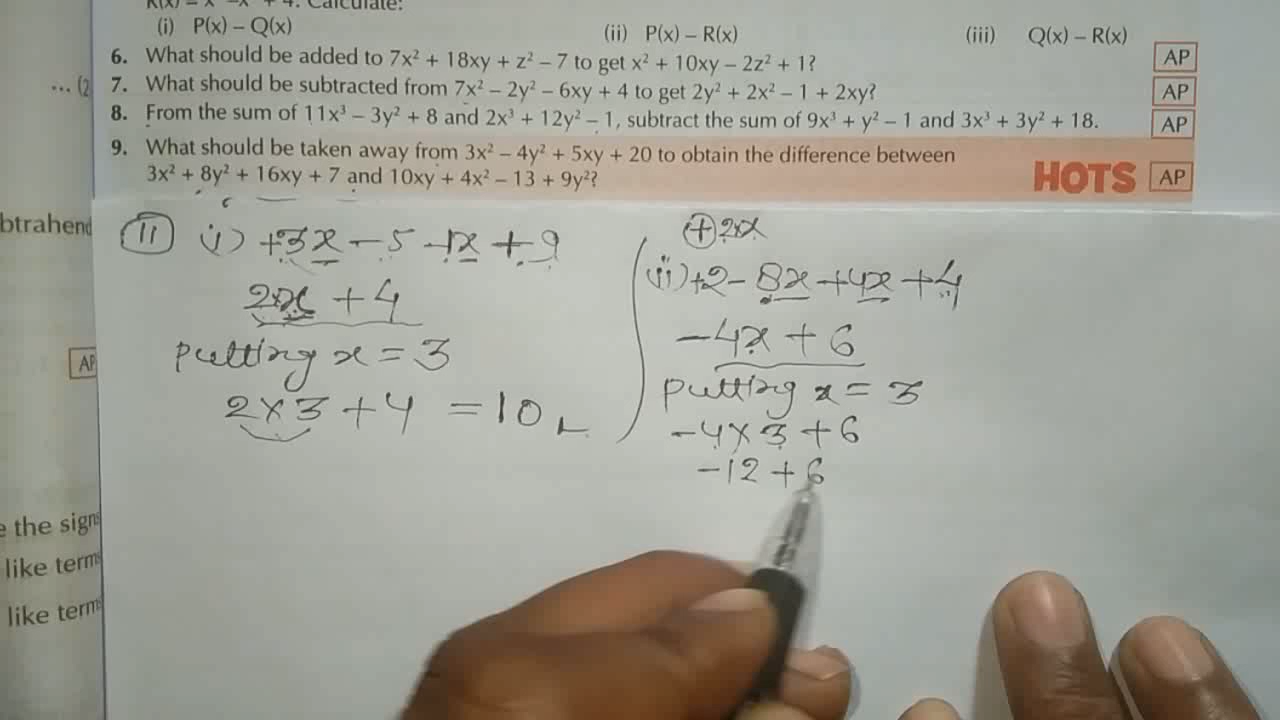 Calculate:
(i) P(x) – Q(x) (ii) P(x) – R(x) (iii) Q(x) – R(x)
6. What should be added to 7x² + 18xy + z² – 7 to get x² + 10xy – 2z² + 1? AP
... (2
7. What should be subtracted from 7x² – 2y² – 6xy + 4 to get 2y² + 2x² – 1 + 2xy? AP
8. From the sum of 11x³ – 3y² + 8 and 2x³ + 12y² – 1, subtract the sum of 9x³ + y² – 1 and 3x³ + 3y² + 18. AP
9. What should be taken away from 3x² – 4y² + 5xy + 20 to obtain the difference between
3x² + 8y² + 16xy + 7 and 10xy + 4x² – 13 + 9y²? HOTS AP
btrahend
AP
e the signs
like terms
like terms
11 (i) +3x – 5 – 1x + 9
2x + 4
putting x = 3
2 × 3 + 4 = 10
+ 2x
(ii) +2 – 8x + 4x + 4
–4x + 6
putting x = 3
–4 × 3 + 6
–12 + 6